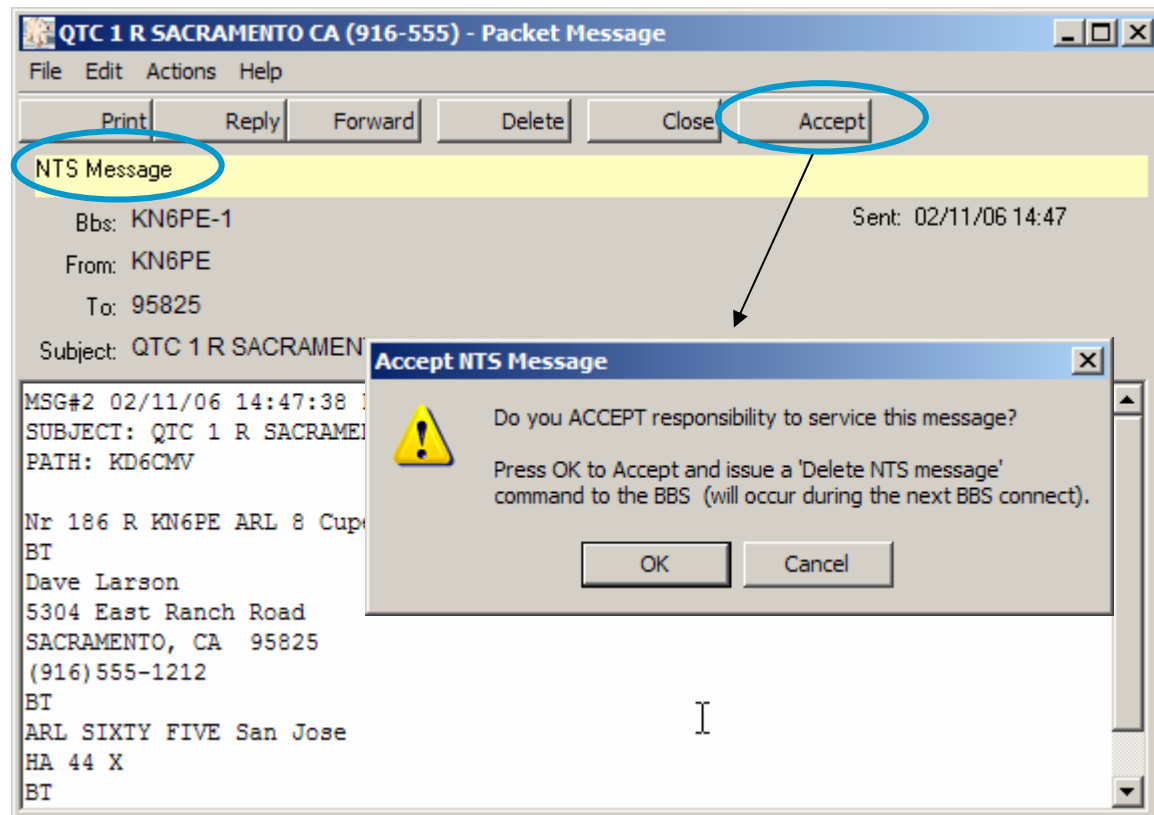 QTC 1 R SACRAMENTO CA (916-555) - Packet Message
File Edit Actions Help
Print Reply Forward Delete Close Accept
NTS Message
Bbs: KN6PE-1 Sent: 02/11/06 14:47
From: KN6PE
To: 95825
Subject: QTC 1 R
Accept NTS Message
Do you ACCEPT responsibility to service this message?
Press OK to Accept and issue a 'Delete NTS message'
command to the BBS (will occur during the next BBS connect).
OK Cancel
MSG#2 02/11/06 14:47:38
SUBJECT: QTC 1 R
PATH: KD6CMV
Nr 186 R KN6PE ARL 8
BT
Dave Larson
5304 East Ranch Road
SACRAMENTO, CA 95825
(916)555-1212
BT
ARL SIXTY FIVE San Jose
HA 44 X
BT